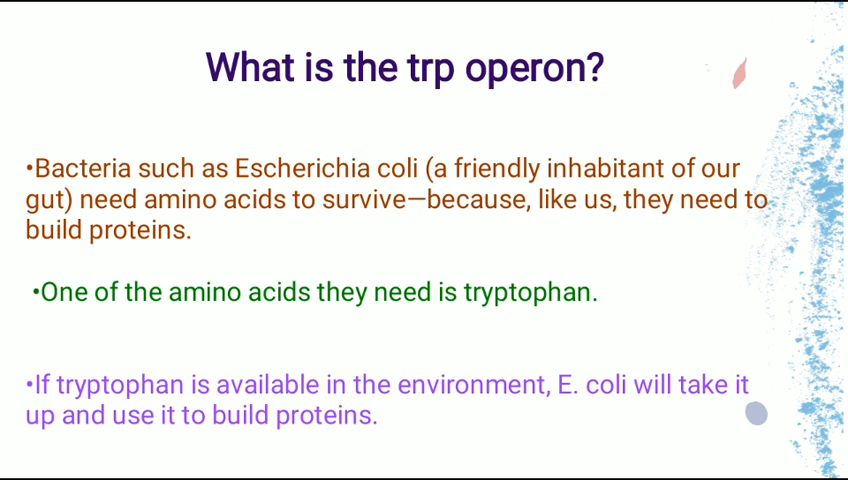 What is the trp operon?
•Bacteria such as Escherichia coli (a friendly inhabitant of our
gut) need amino acids to survive—because, like us, they need to
build proteins.
•One of the amino acids they need is tryptophan.
•If tryptophan is available in the environment, E. coli will take it
up and use it to build proteins.